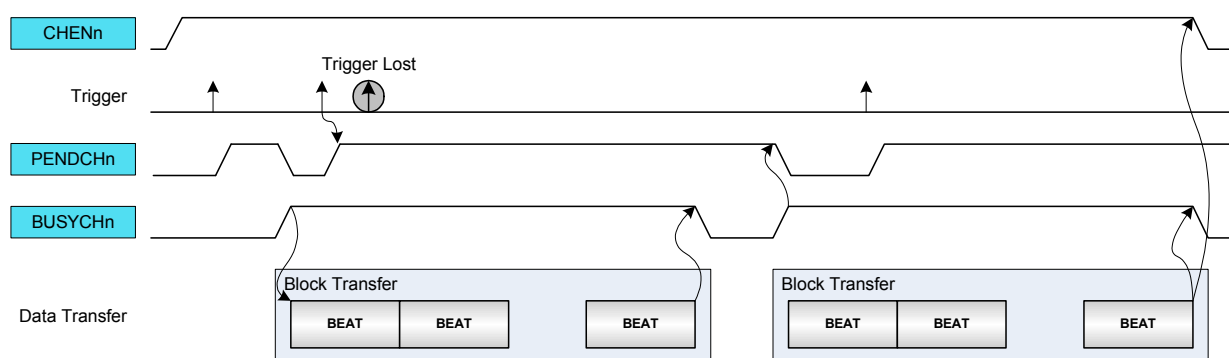 CHENn
Trigger Lost
Trigger
PENDCHn
BUSYCHn
Block Transfer
Block Transfer
Data Transfer
BEAT
BEAT
BEAT
BEAT
BEAT
BEAT